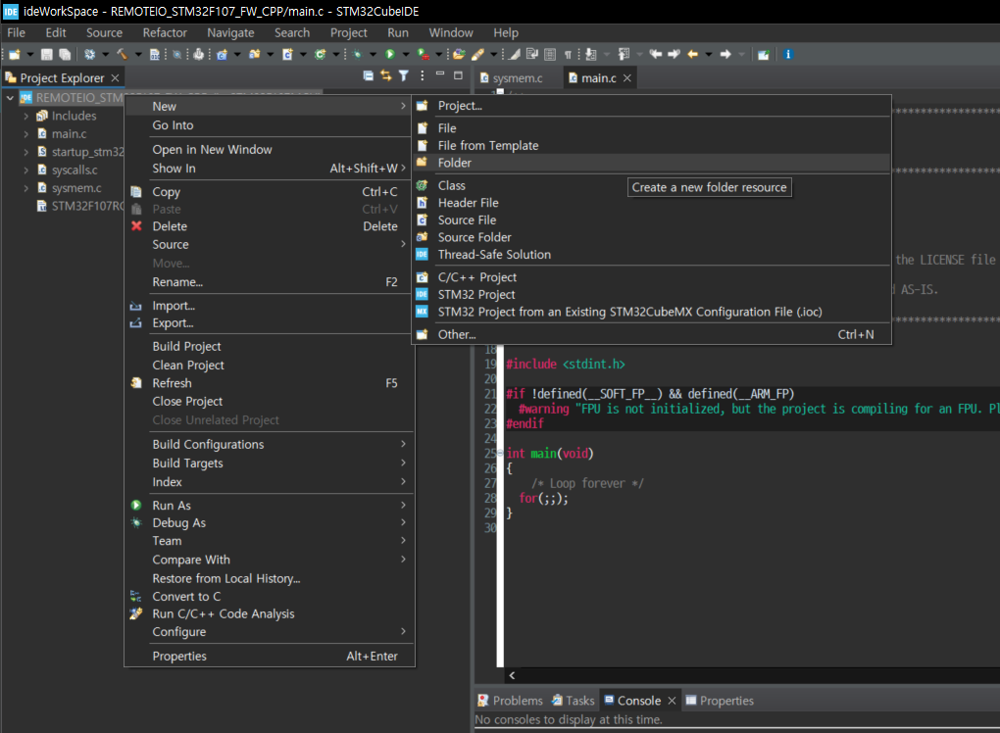 IDE ideWorkSpace - REMOTEIO_STM32F107_FW_CPP/main.c - STM32CubeIDE
File Edit Source Refactor Navigate Search Project Run Window Help
Project Explorer
sysmem.c
main.c
IDE REMOTEIO_STM
Includes
main.c
startup_stm32
syscalls.c
sysmem.c
STM32F107RC
New
Go Into
Open in New Window
Show In Alt+Shift+W
Copy Ctrl+C
Paste Ctrl+V
Delete Delete
Source
Move...
Rename... F2
Import...
Export...
Build Project
Clean Project
Refresh F5
Close Project
Close Unrelated Project
Build Configurations
Build Targets
Index
Run As
Debug As
Team
Compare With
Restore from Local History...
Convert to C
Run C/C++ Code Analysis
Configure
Properties Alt+Enter
Project...
File
File from Template
Folder
Create a new folder resource
Class
Header File
Source File
Source Folder
IDE Thread-Safe Solution
C/C++ Project
IDE STM32 Project
MX STM32 Project from an Existing STM32CubeMX Configuration File (.ioc)
Other... Ctrl+N
the LICENSE file
AS-IS.
18
19 #include <stdint.h>
20
21 #if !defined(__SOFT_FP__) && defined(__ARM_FP)
22 #warning "FPU is not initialized, but the project is compiling for an FPU. Pl
23 #endif
24
25 int main(void)
26 {
27 /* Loop forever */
28 for(;;);
29 }
30
Problems Tasks Console Properties
No consoles to display at this time.